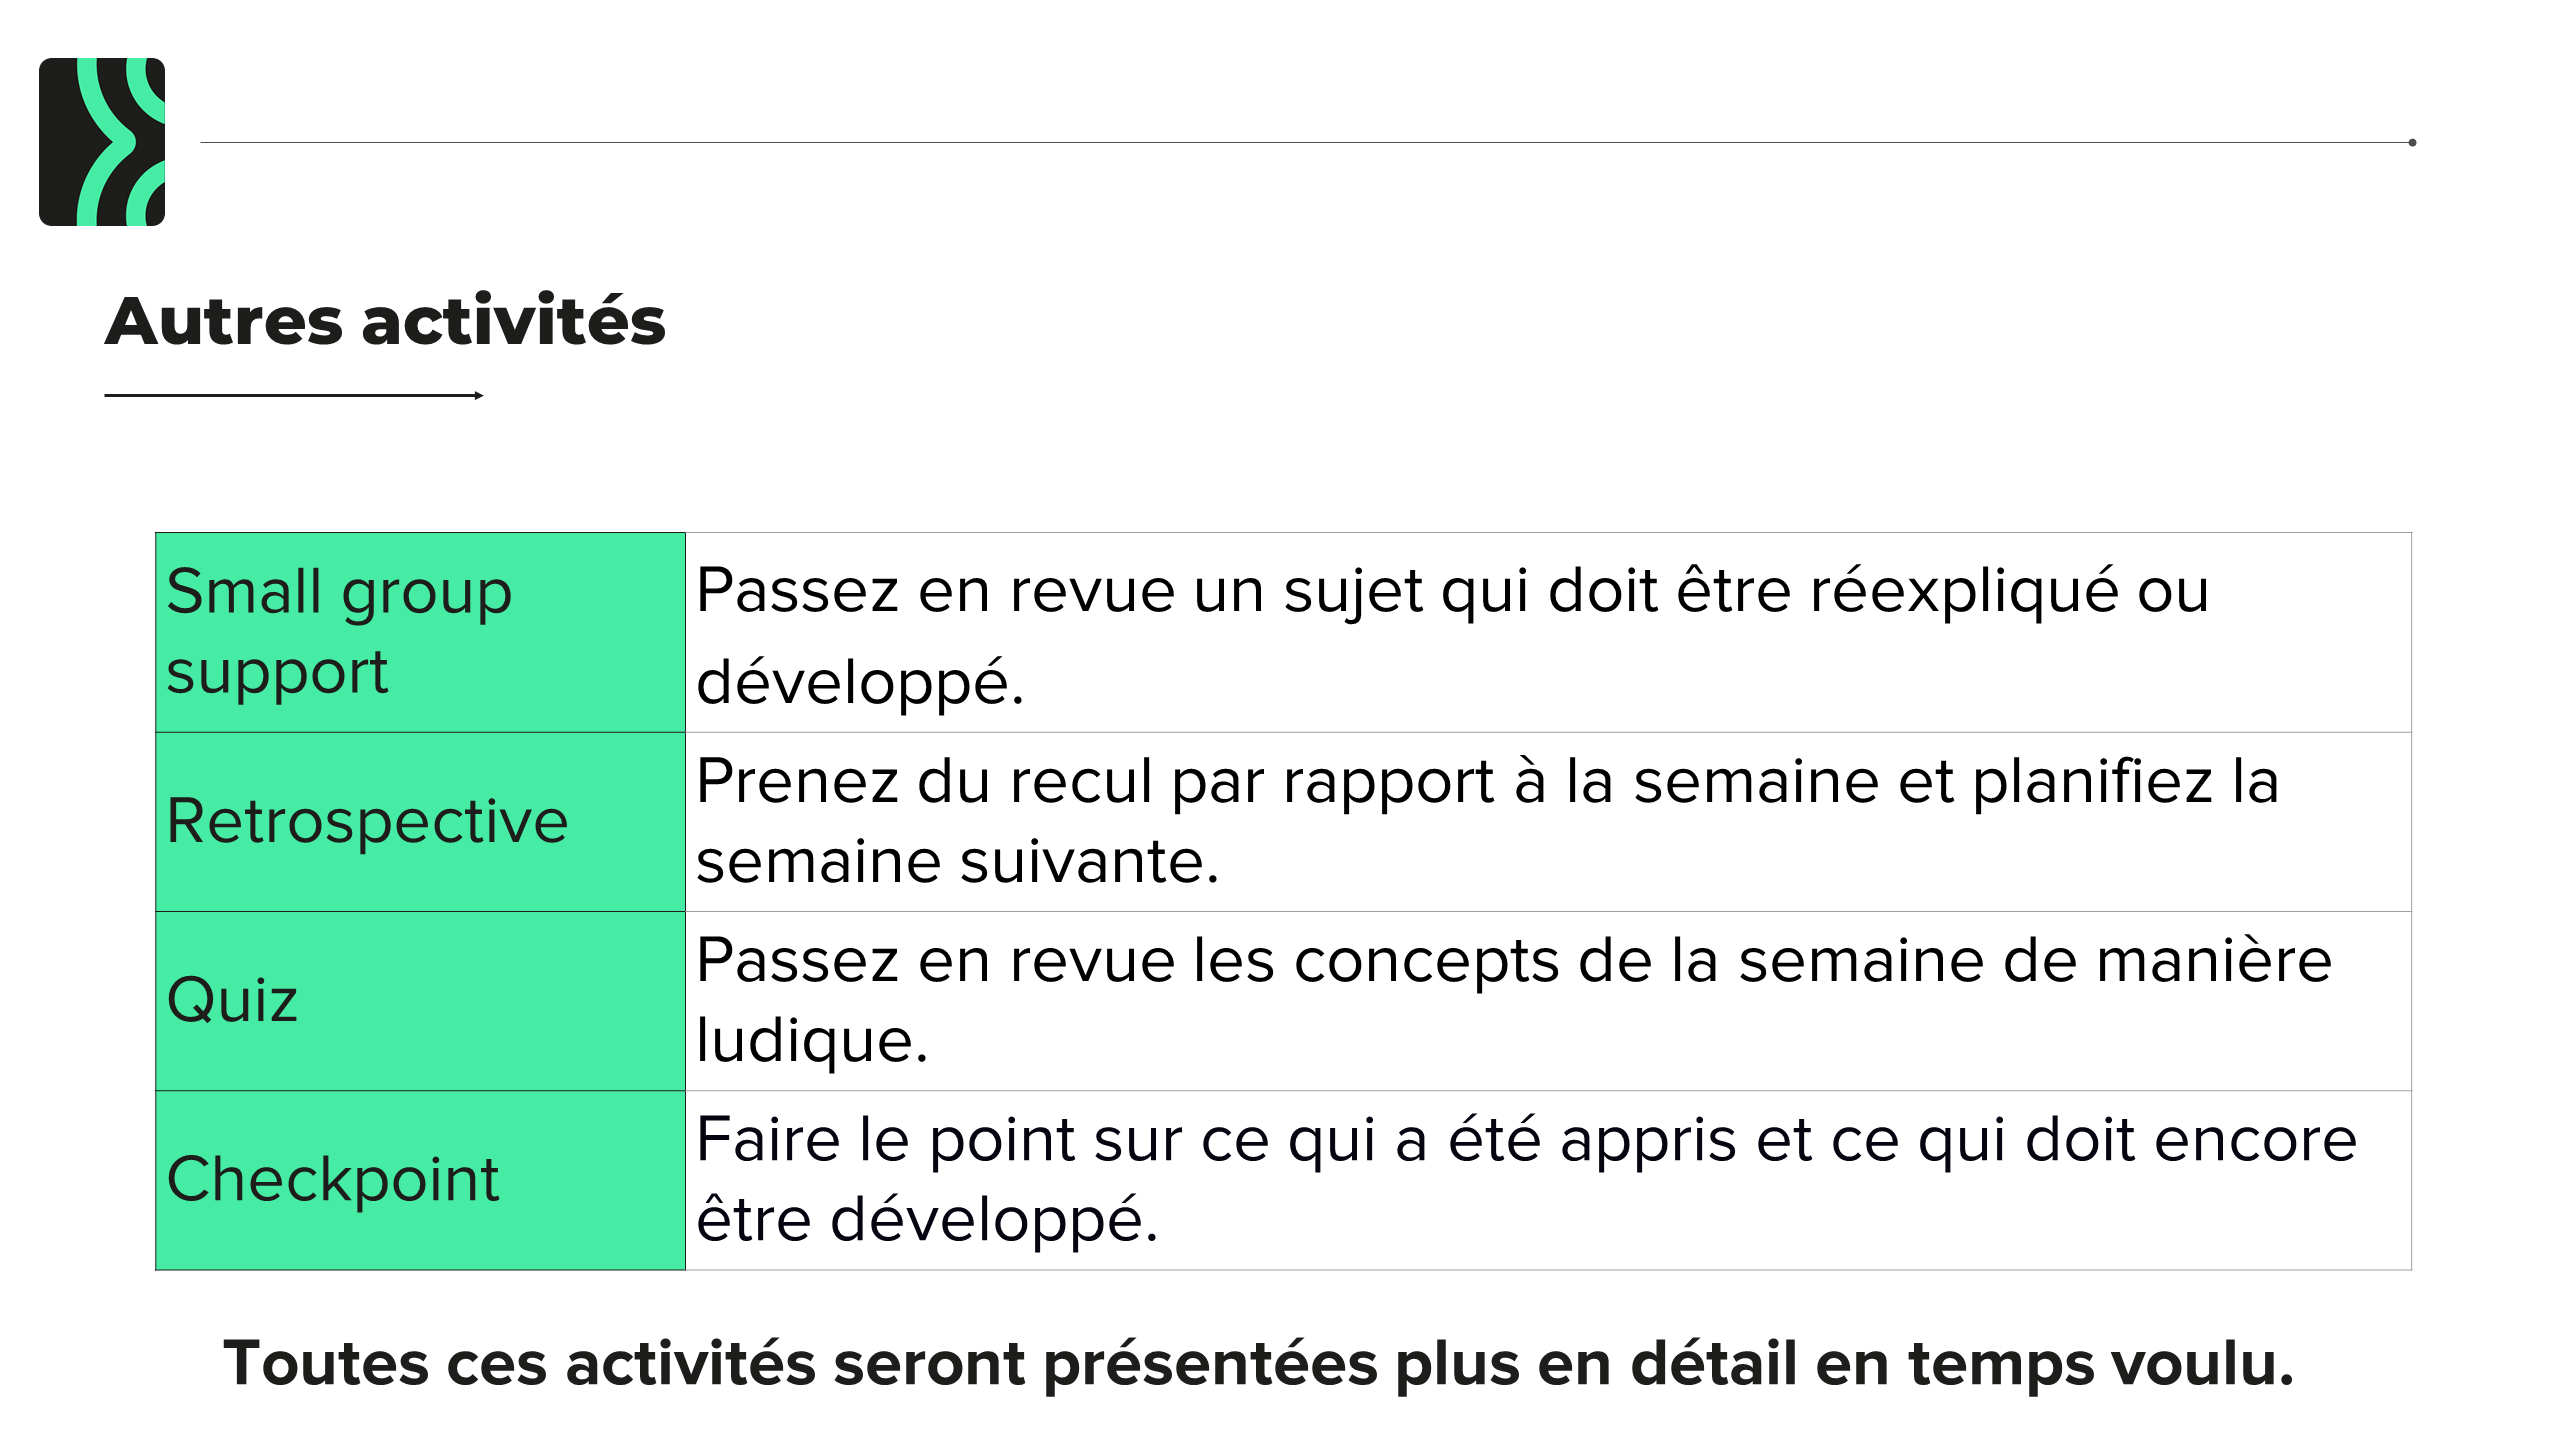 Autres activités
Small group
support
Passez en revue un sujet qui doit être réexpliqué ou
développé.
Retrospective
Prenez du recul par rapport à la semaine et planifiez la
semaine suivante.
Quiz
Passez en revue les concepts de la semaine de manière
ludique.
Checkpoint
Faire le point sur ce qui a été appris et ce qui doit encore
être développé.
Toutes ces activités seront présentées plus en détail en temps voulu.